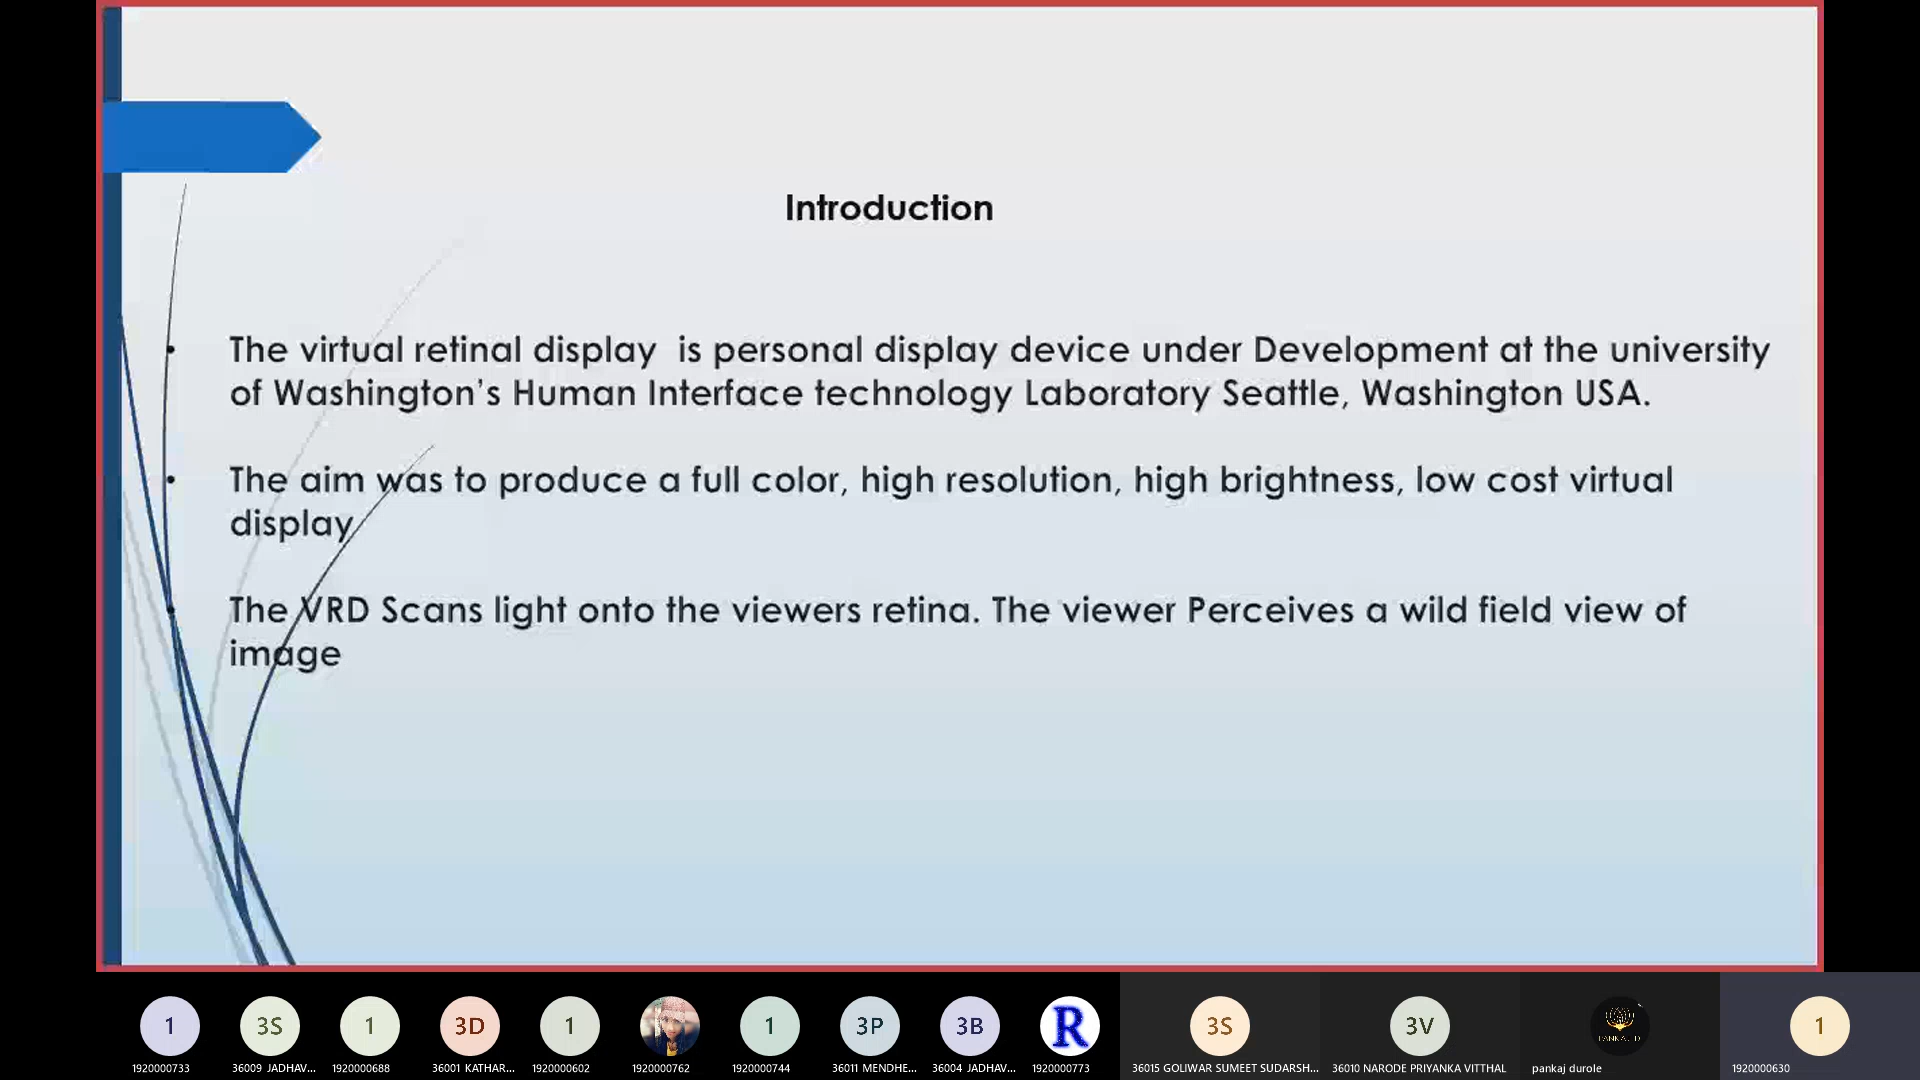 Introduction
• The virtual retinal display is personal display device under Development at the university
of Washington’s Human Interface technology Laboratory Seattle, Washington USA.
• The aim was to produce a full color, high resolution, high brightness, low cost virtual
display
• The VRD Scans light onto the viewers retina. The viewer Perceives a wild field view of
image
1 3S 1 3D 1 1 3P 3B R 3S 3V PANKAJ D 1
1920000733 36009 JADHAV... 1920000688 36001 KATHAR... 1920000602 1920000762 1920000744 36011 MENDHE... 36004 JADHAV... 1920000773 36015 GOLIWAR SUMEET SUDARSH... 36010 NARODE PRIYANKA VITTHAL pankaj durole 1920000630